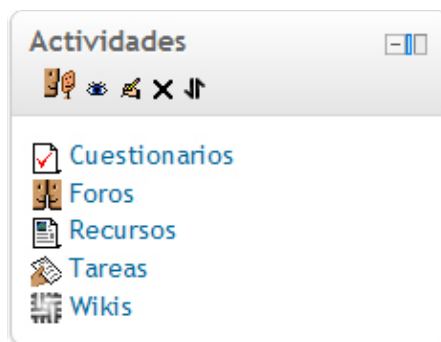 Actividades
Cuestionarios
Foros
Recursos
Tareas
Wikis